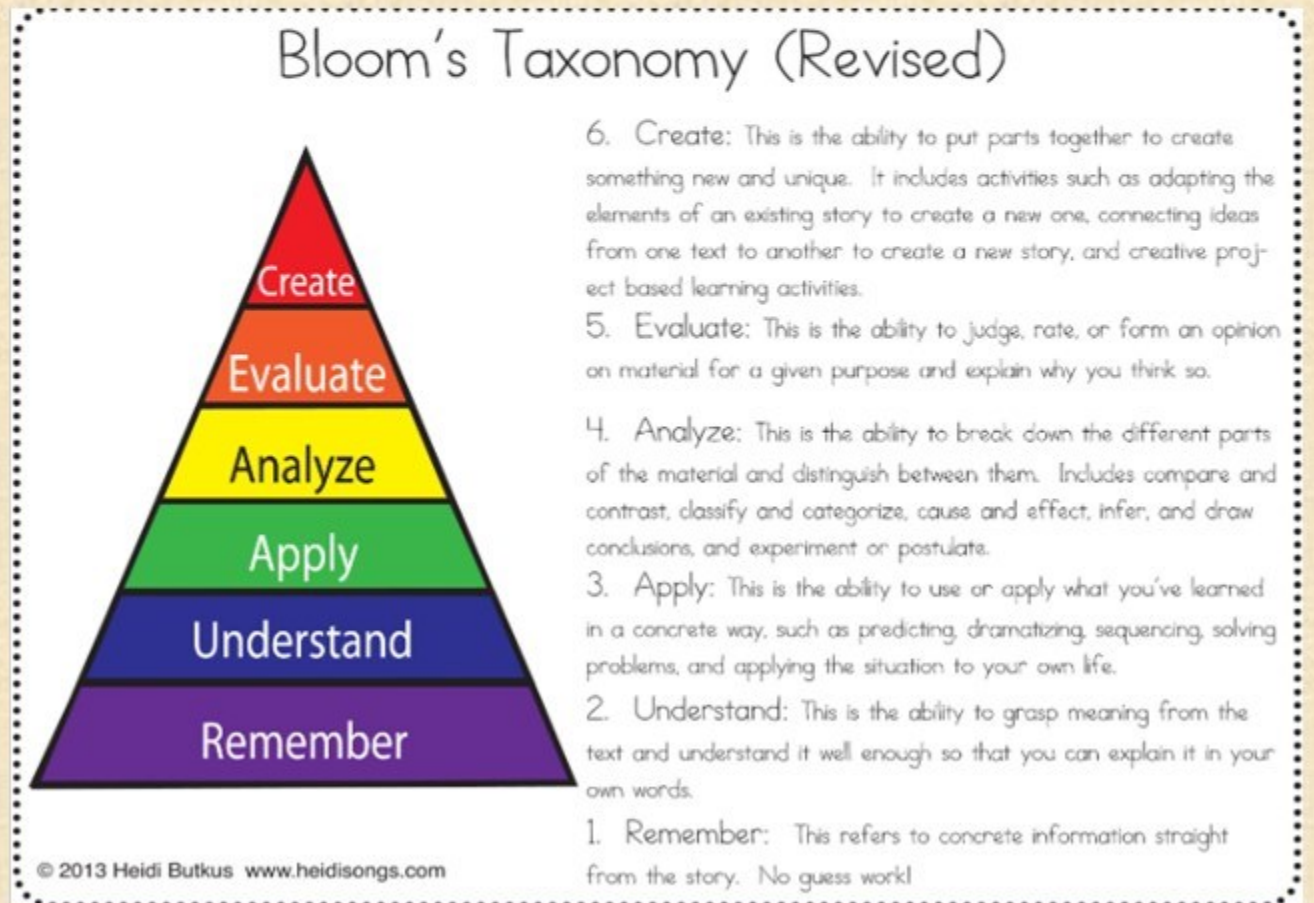 Bloom's Taxonomy (Revised)
Create
Evaluate
Analyze
Apply
Understand
Remember
6. Create: This is the ability to put parts together to create
something new and unique. It includes activities such as adapting the
elements of an existing story to create a new one, connecting ideas
from one text to another to create a new story, and creative proj-
ect based learning activities.
5. Evaluate: This is the ability to judge, rate, or form an opinion
on material for a given purpose and explain why you think so.
4. Analyze: This is the ability to break down the different parts
of the material and distinguish between them. Includes compare and
contrast, classify and categorize, cause and effect, infer, and draw
conclusions, and experiment or postulate.
3. Apply: This is the ability to use or apply what you've learned
in a concrete way, such as predicting, dramatizing, sequencing, solving
problems, and applying the situation to your own life.
2. Understand: This is the ability to grasp meaning from the
text and understand it well enough so that you can explain it in your
own words.
1. Remember: This refers to concrete information straight
from the story. No guess work!
© 2013 Heidi Butkus www.heidisongs.com